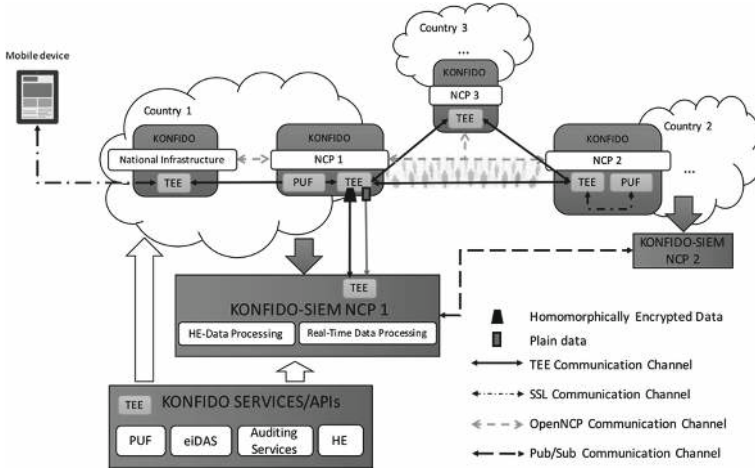 Country 3
...
Mobile device
KONFIDO
NCP 3
TEE
Country 1
Country 2
KONFIDO
National Infrastructure
TEE
KONFIDO
NCP 1
PUF
TEE
KONFIDO
NCP 2
TEE
PUF
...
KONFIDO-SIEM
NCP 2
TEE
KONFIDO-SIEM NCP 1
HE-Data Processing
Real-Time Data Processing
TEE
KONFIDO SERVICES/APIs
PUF
eiDAS
Auditing
Services
HE
Homomorphically Encrypted Data
Plain data
TEE Communication Channel
SSL Communication Channel
OpenNCP Communication Channel
Pub/Sub Communication Channel